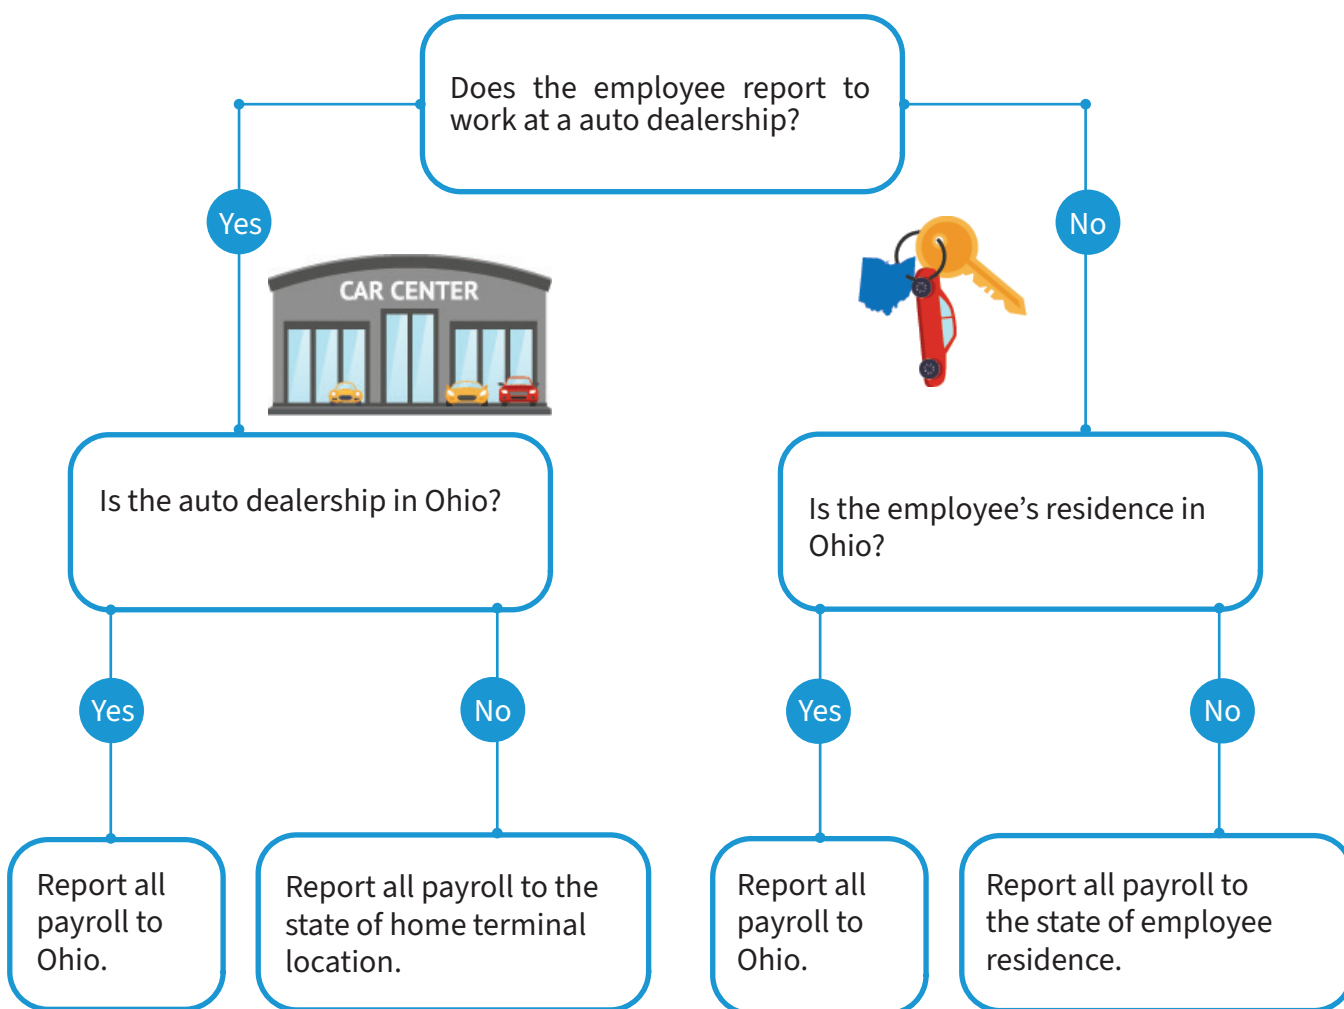 Does the employee report to
work at a auto dealership?
Yes
No
CAR CENTER
Is the auto dealership in Ohio?
Is the employee’s residence in
Ohio?
Yes
No
Yes
No
Report all
payroll to
Ohio.
Report all payroll to the
state of home terminal
location.
Report all
payroll to
Ohio.
Report all payroll to
the state of employee
residence.